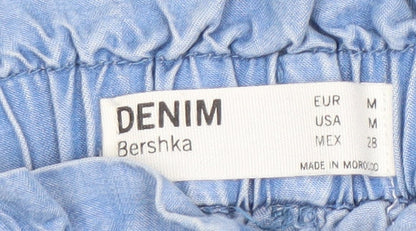 DENIM
Bershka
EUR M
USA M
MEX 28
MADE IN MOROCCO